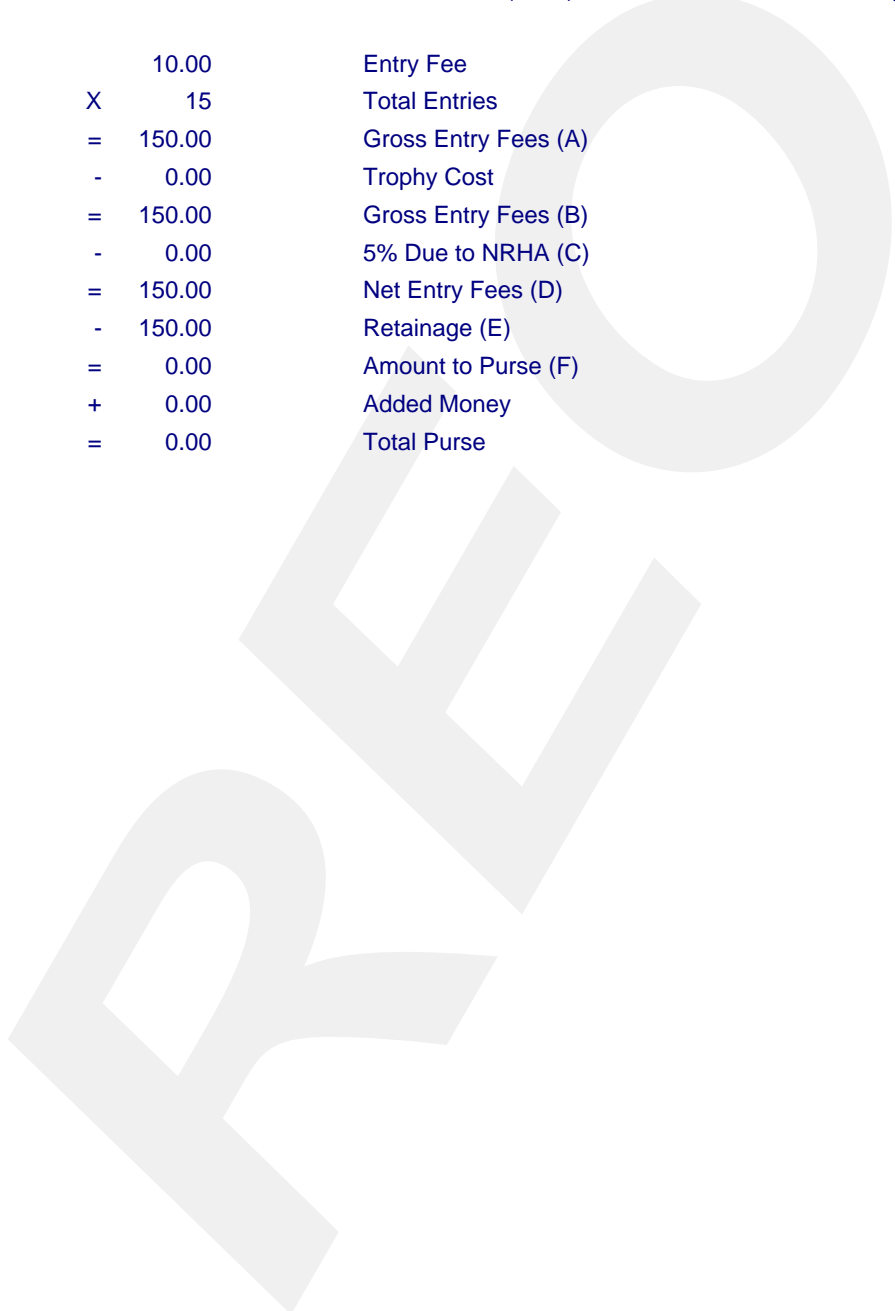 10.00 Entry Fee
X 15 Total Entries
= 150.00 Gross Entry Fees (A)
- 0.00 Trophy Cost
= 150.00 Gross Entry Fees (B)
- 0.00 5% Due to NRHA (C)
= 150.00 Net Entry Fees (D)
- 150.00 Retainage (E)
= 0.00 Amount to Purse (F)
+ 0.00 Added Money
= 0.00 Total Purse
REO